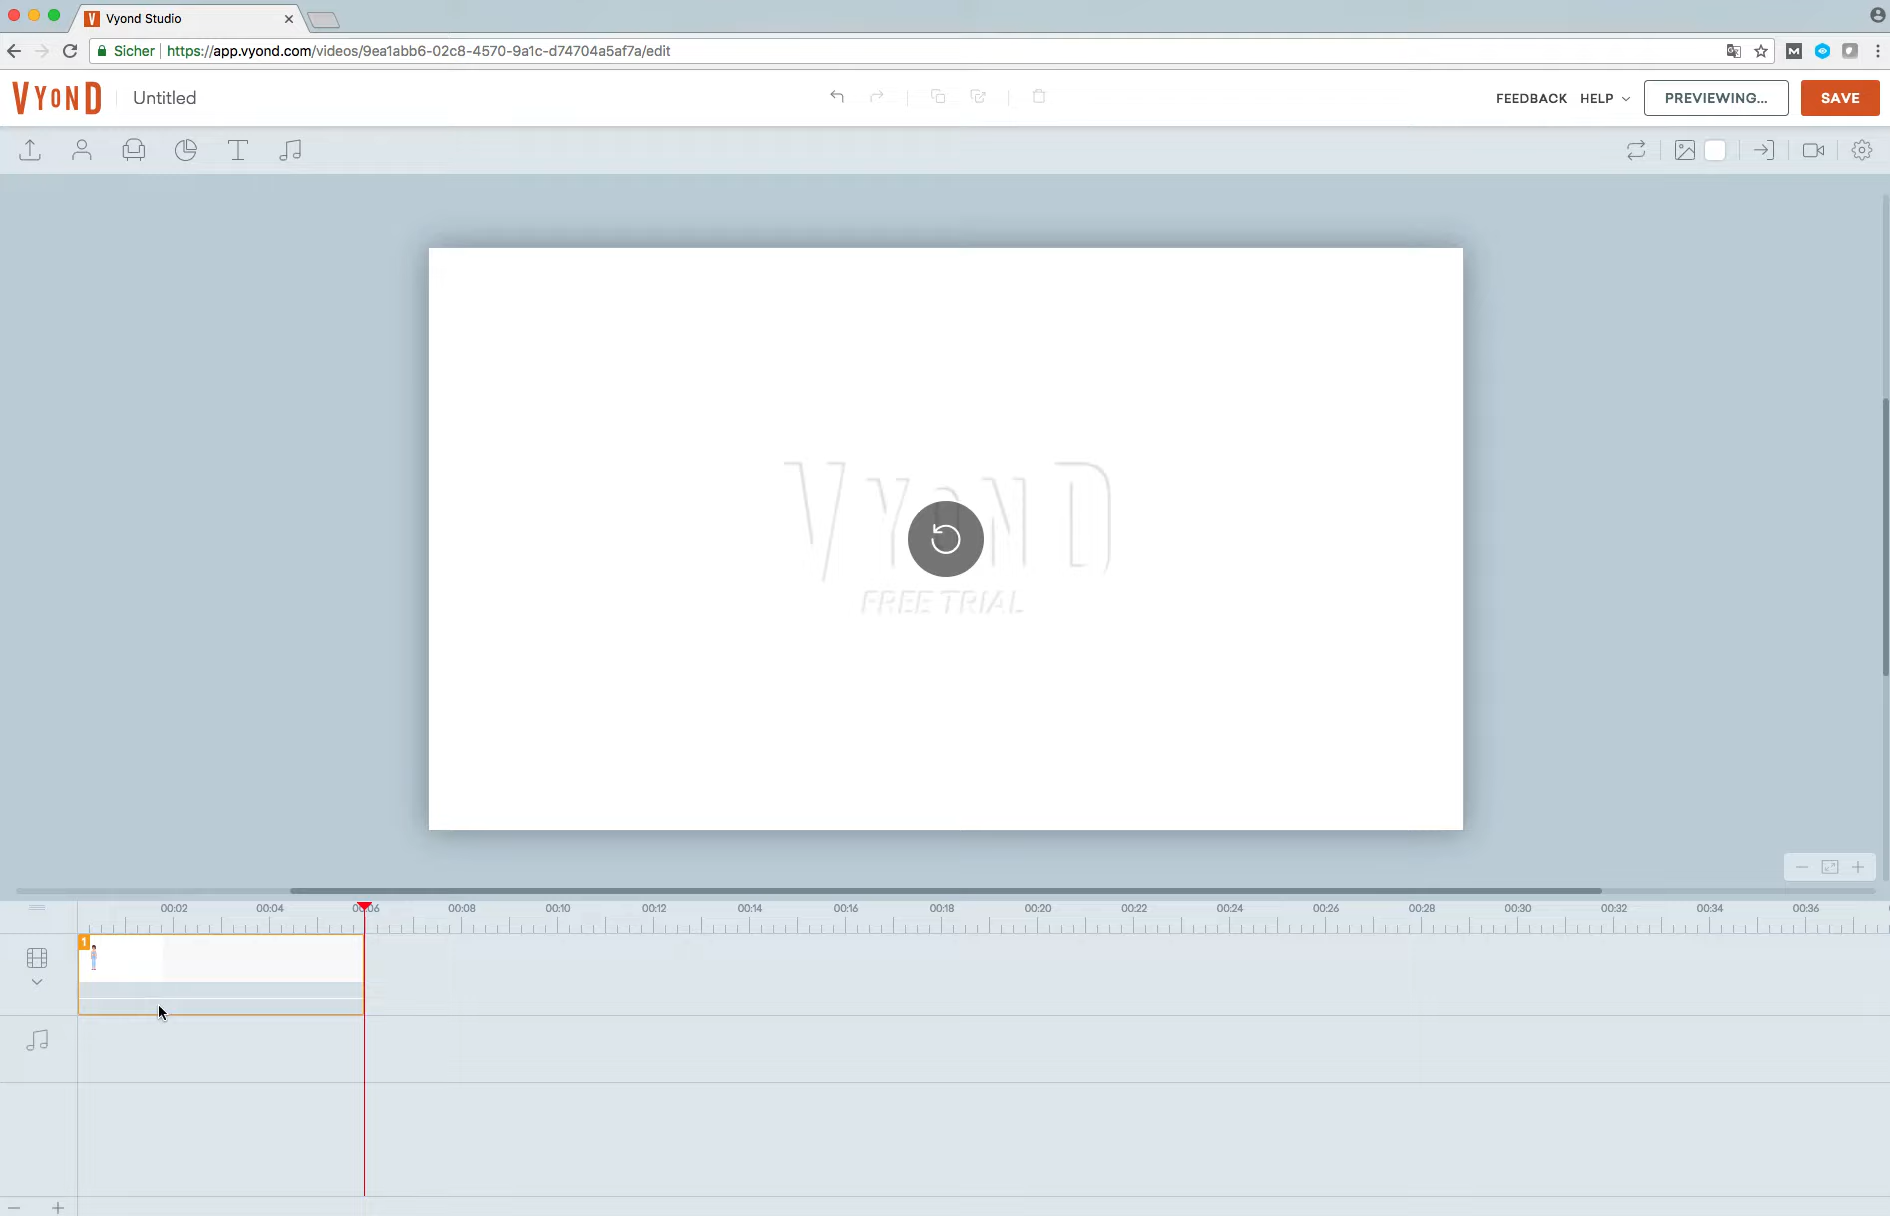 Vyond Studio
Sicher https://app.vyond.com/videos/9ea1abb6-02c8-4570-9a1c-d74704a5af7a/edit
VYOND Untitled FEEDBACK HELP PREVIEWING... SAVE
VYOND
FREE TRIAL
00:02 00:04 00:06 00:08 00:10 00:12 00:14 00:16 00:18 00:20 00:22 00:24 00:26 00:28 00:30 00:32 00:34 00:36
1